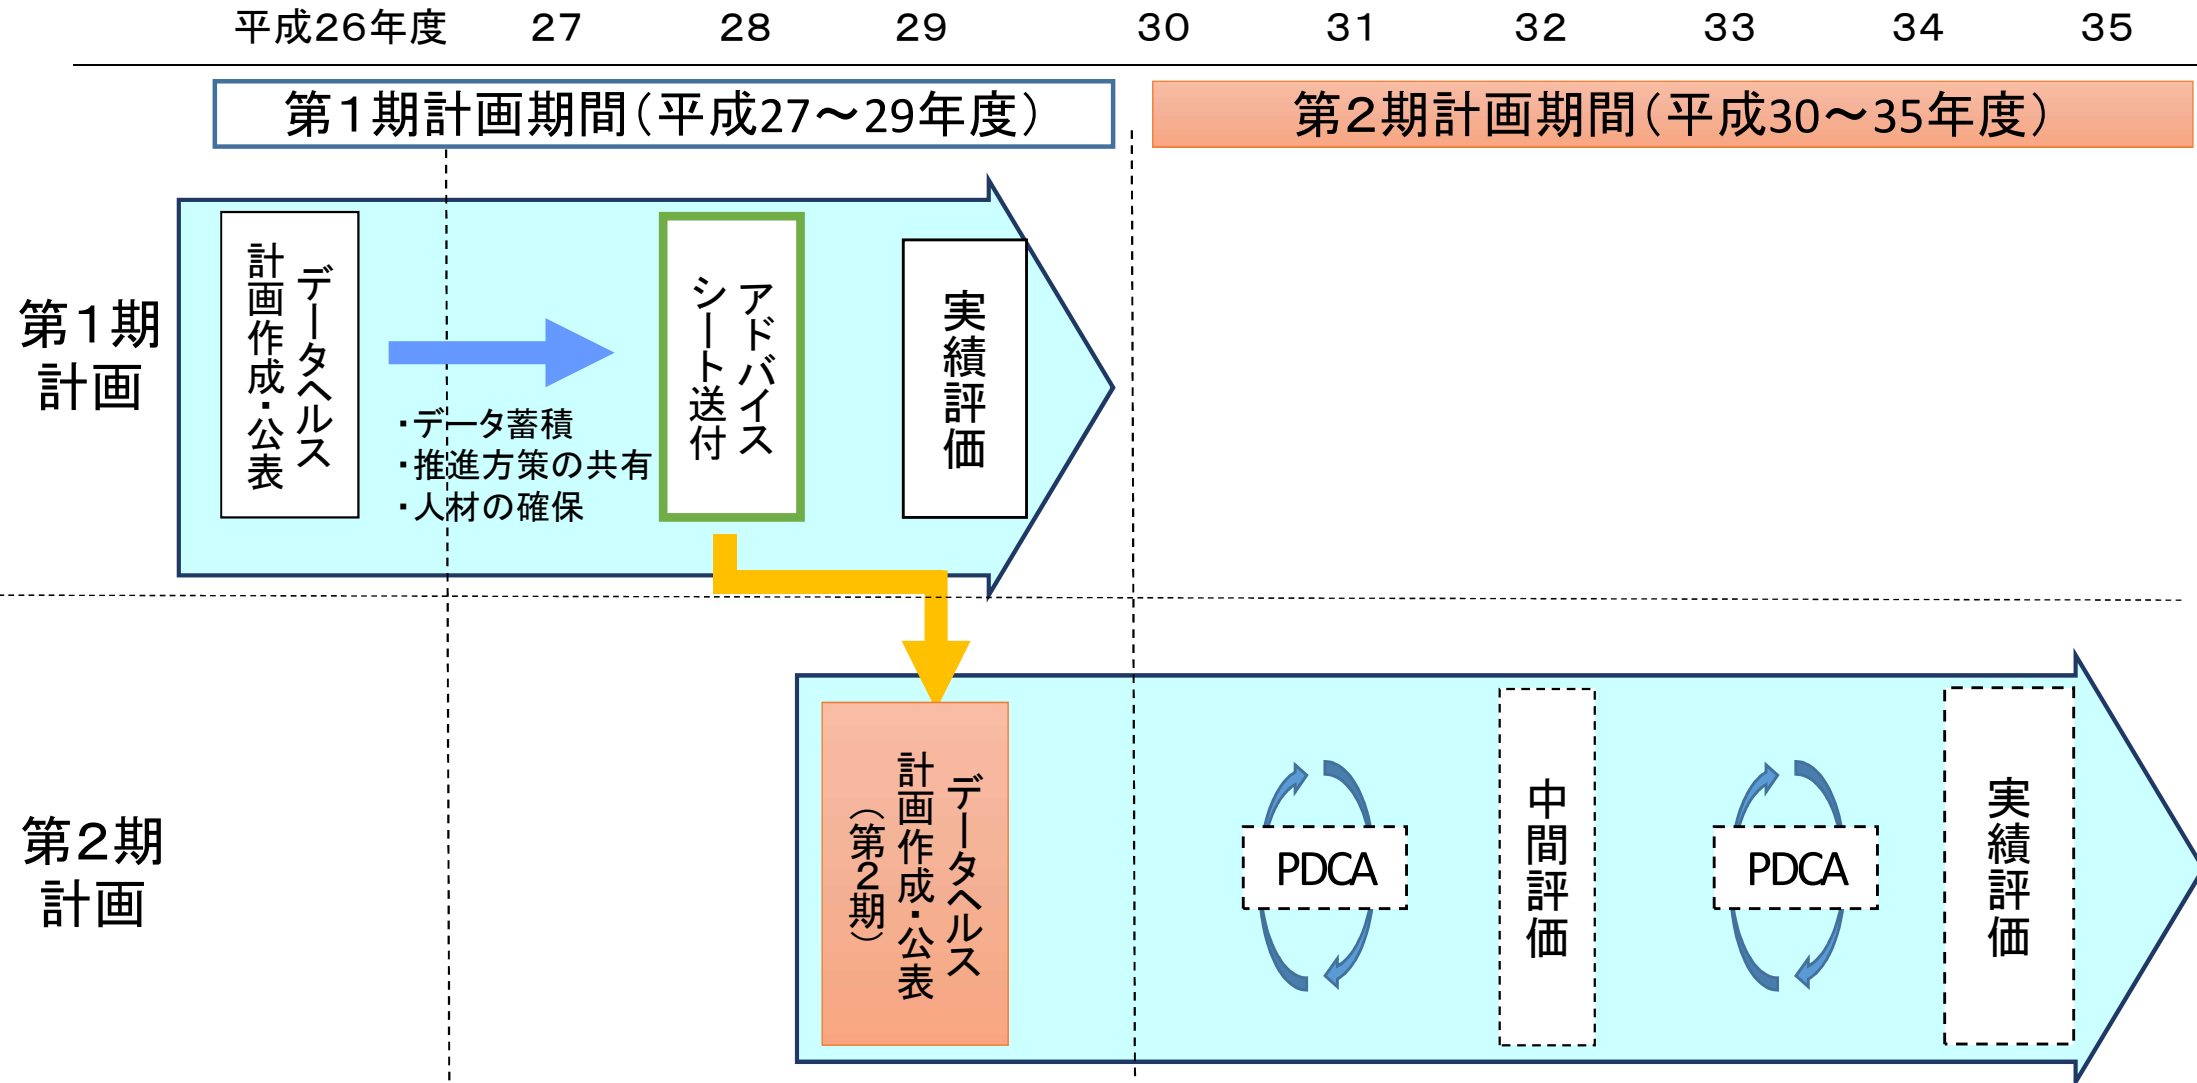 平成26年度 27 28 29 30 31 32 33 34 35
第1期計画期間(平成27～29年度)
第2期計画期間(平成30～35年度)
第1期
計画
データヘルス
計画作成・公表
・データ蓄積
・推進方策の共有
・人材の確保
アドバイス
シート送付
実績評価
第2期
計画
データヘルス
計画作成・公表
(第2期)
PDCA
中間評価
PDCA
実績評価